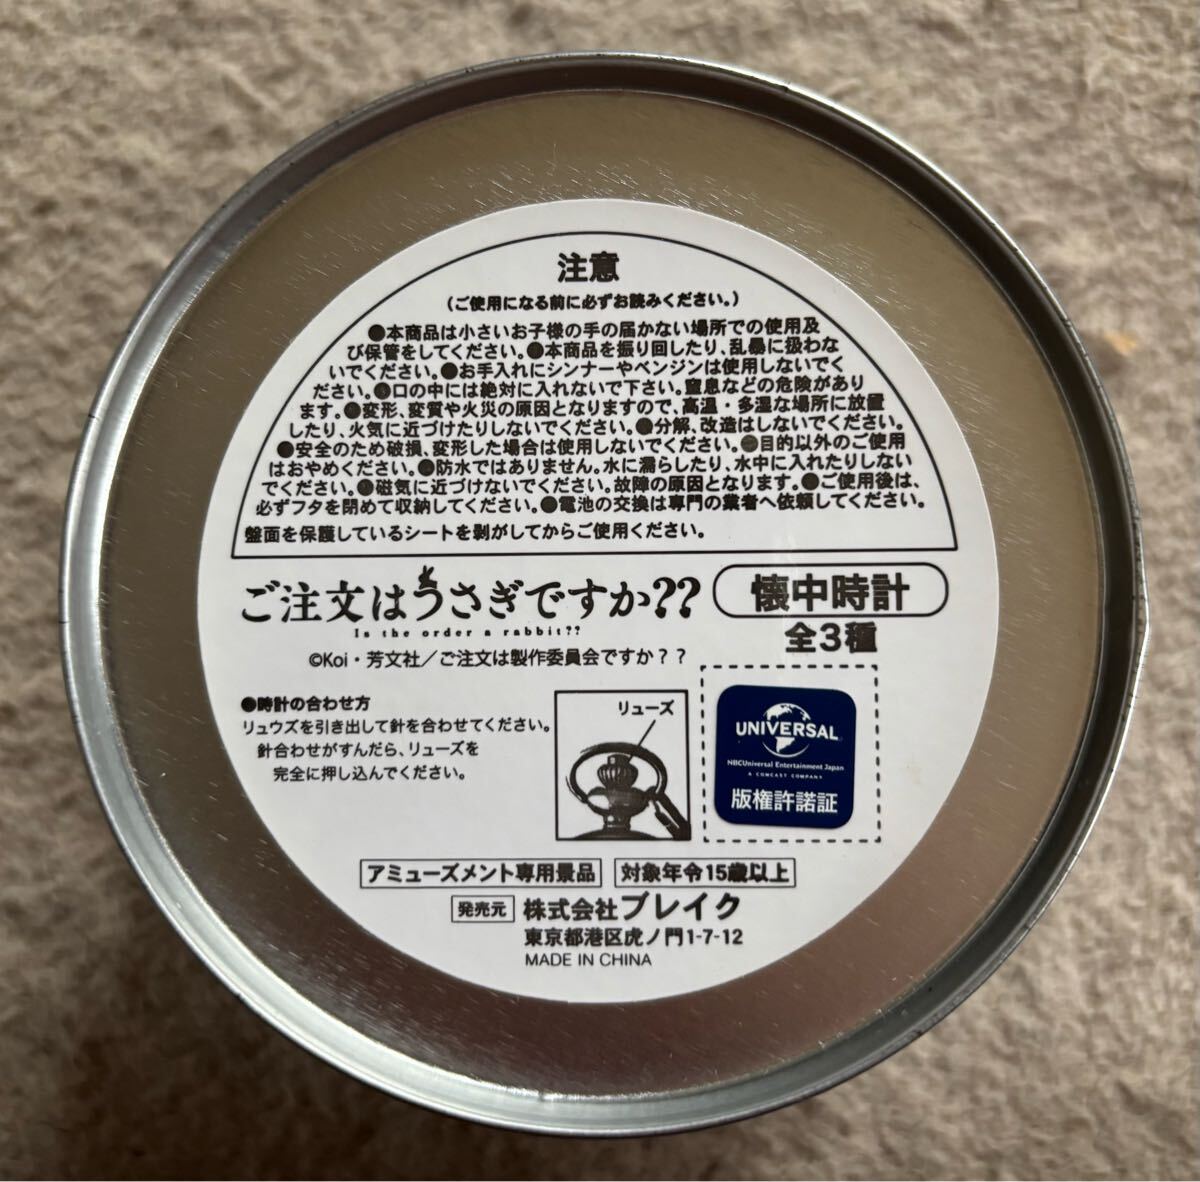 注意
(ご使用になる前に必ずお読みください。)
●本商品は小さいお子様の手の届かない場所での使用及
び保管をしてください。●本商品を振り回したり、乱暴に扱わな
いでください。●お手入れにシンナーやベンジンは使用しないでく
ださい。●口の中には絶対に入れないで下さい。窒息などの危険があり
ます。●変形、変質や火災の原因となりますので、高温・多湿な場所に放置
したり、火気に近づけたりしないでください。●分解、改造はしないでください。
●安全のため破損、変形した場合は使用しないでください。●目的以外のご使用
はおやめください。●防水ではありません。水に濡らしたり、水中に入れたりしない
でください。●磁気に近づけないでください。故障の原因となります。●ご使用後は、
必ずフタを閉めて収納してください。●電池の交換は専門の業者へ依頼してください。
盤面を保護しているシートを剥がしてからご使用ください。
ご注文はうさぎですか??
Is the order a rabbit??
懐中時計
全3種
©Koi・芳文社／ご注文は製作委員会ですか？？
●時計の合わせ方
リュウズを引き出して針を合わせてください。
針合わせがすんだら、リューズを
完全に押し込んでください。
リューズ
UNIVERSAL
NBCUniversal Entertainment Japan
A COMCAST COMPANY
版権許諾証
アミューズメント専用景品 対象年令15歳以上
発売元 株式会社ブレイク
東京都港区虎ノ門1-7-12
MADE IN CHINA